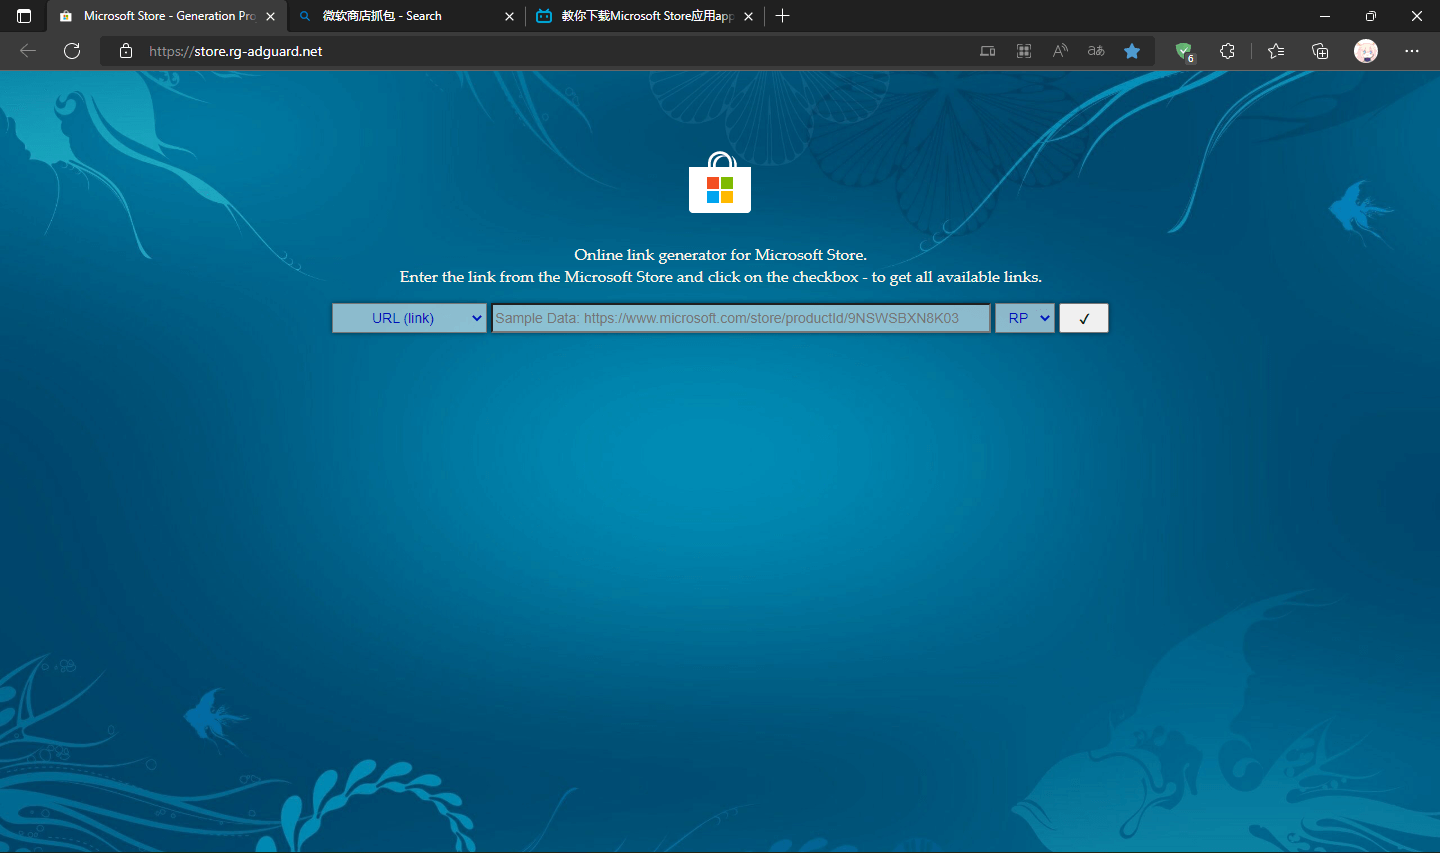 Microsoft Store - Generation Pro
微软商店抓包 - Search
教你下载Microsoft Store应用app
https://store.rg-adguard.net
6
Online link generator for Microsoft Store.
Enter the link from the Microsoft Store and click on the checkbox - to get all available links.
URL (link)
Sample Data: https://www.microsoft.com/store/productId/9NSWSBXN8K03
RP
✓